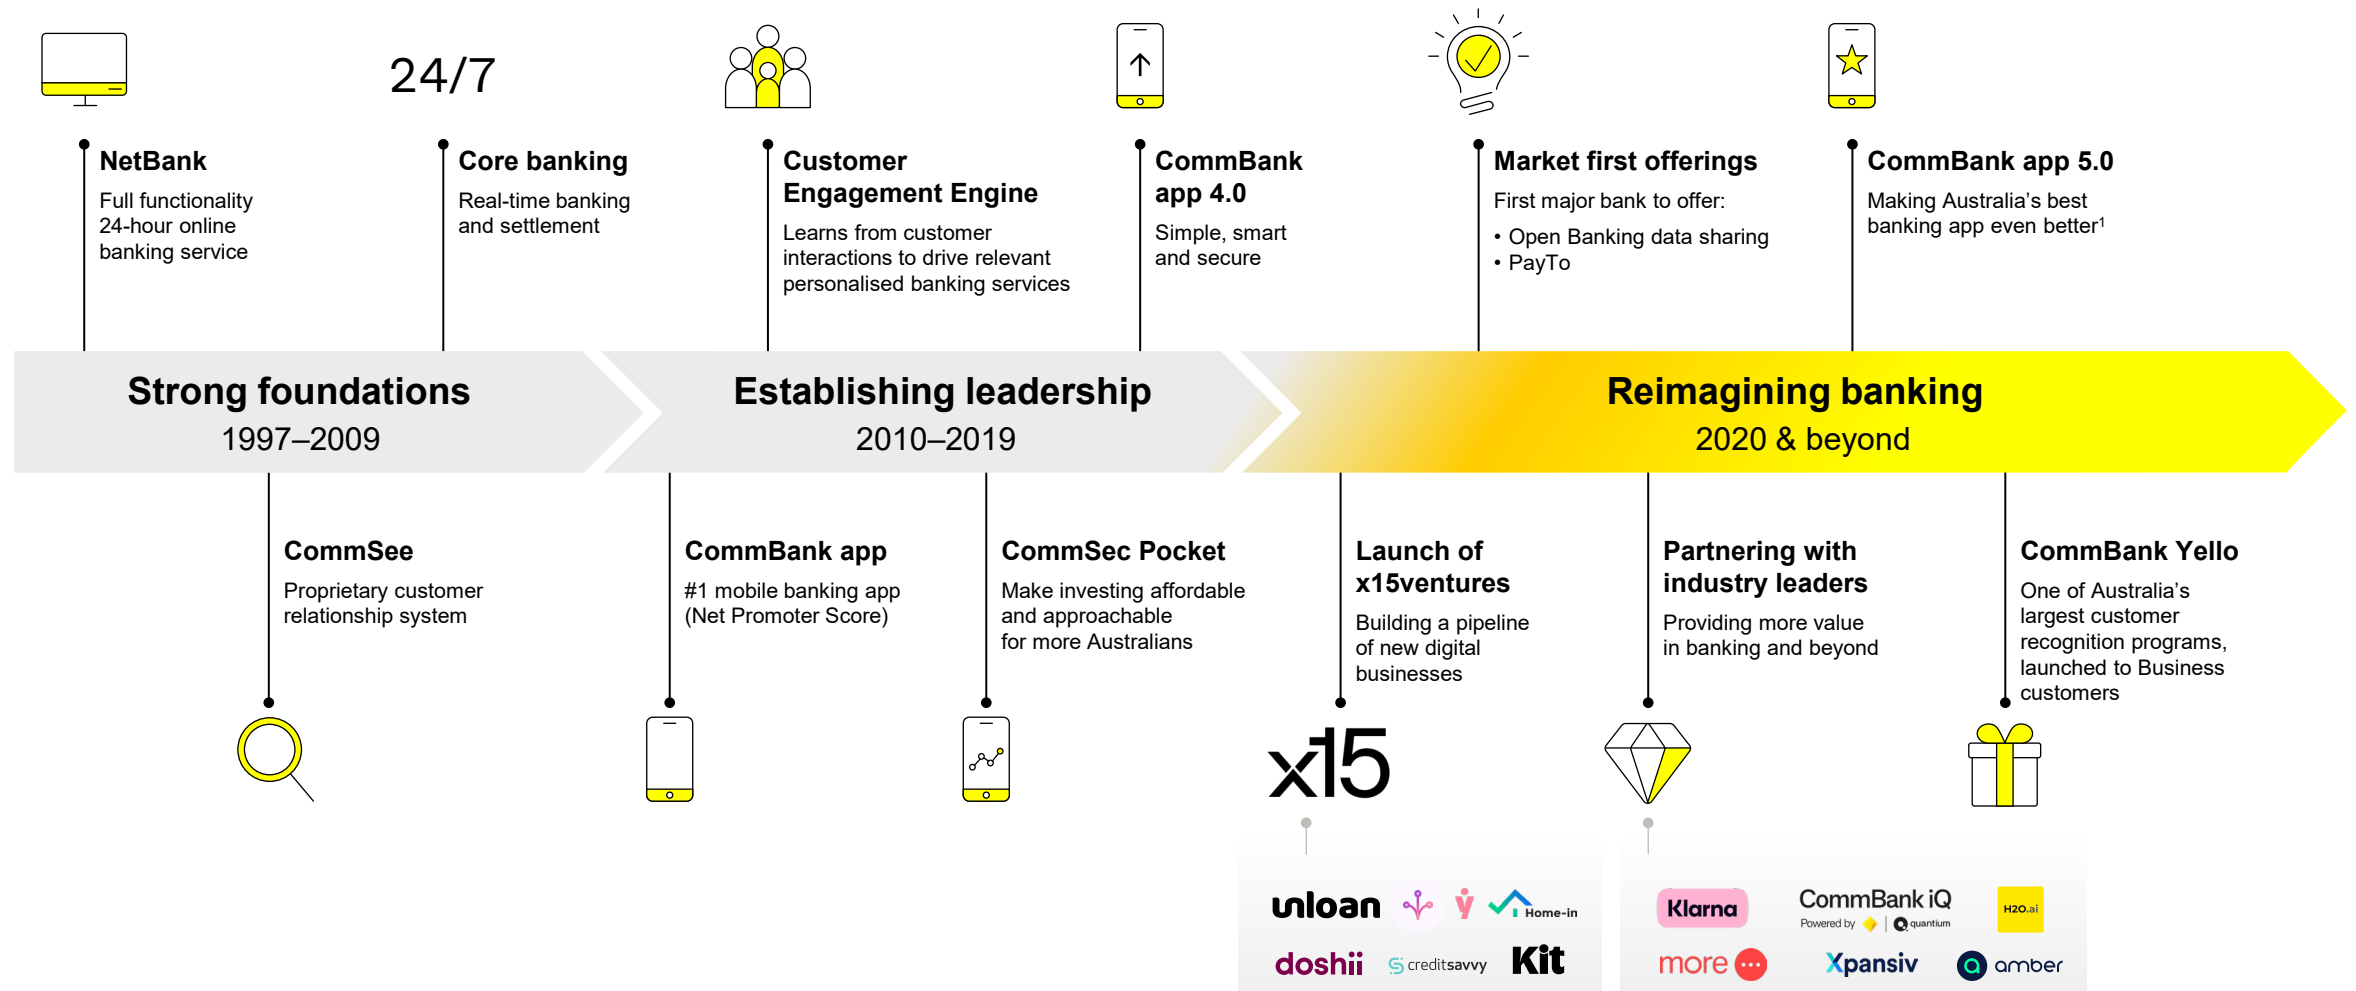 24/7
NetBank
Full functionality
24-hour online
banking service
Core banking
Real-time banking
and settlement
Customer
Engagement Engine
Learns from customer
interactions to drive relevant
personalised banking services
CommBank
app 4.0
Simple, smart
and secure
Market first offerings
First major bank to offer:
• Open Banking data sharing
• PayTo
CommBank app 5.0
Making Australia’s best
banking app even better¹
Strong foundations
1997–2009
Establishing leadership
2010–2019
Reimagining banking
2020 & beyond
CommSee
Proprietary customer
relationship system
CommBank app
#1 mobile banking app
(Net Promoter Score)
CommSec Pocket
Make investing affordable
and approachable
for more Australians
Launch of
x15ventures
Building a pipeline
of new digital
businesses
x15
Partnering with
industry leaders
Providing more value
in banking and beyond
CommBank Yello
One of Australia’s
largest customer
recognition programs,
launched to Business
customers
unloan
Home-in
doshii
creditsavvy
Kit
Klarna
CommBank iQ
Powered by
quantium
H2O.ai
more
Xpansiv
amber